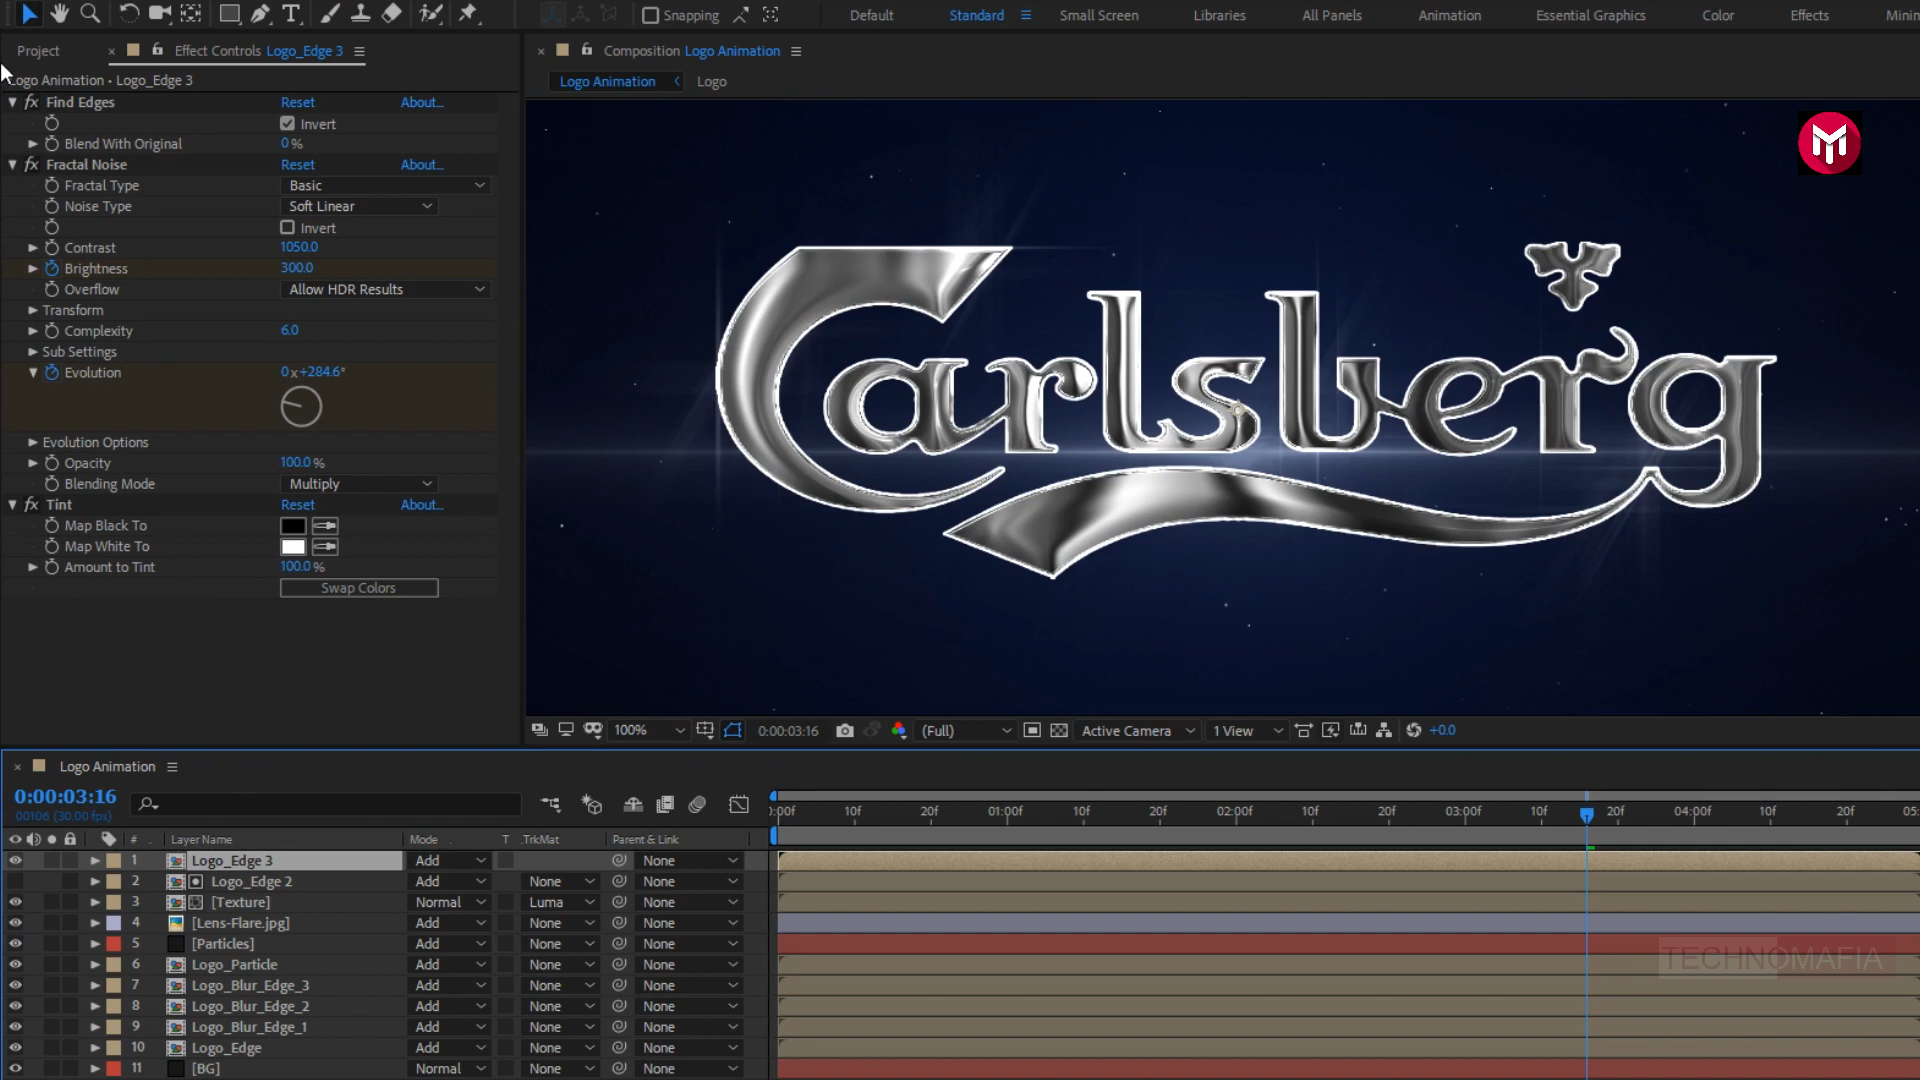 Snapping
Default
Standard
Small Screen
Libraries
All Panels
Animation
Essential Graphics
Color
Effects
Project
Effect Controls Logo_Edge 3
Composition Logo Animation
Logo Animation • Logo_Edge 3
Logo Animation
Logo
fx Find Edges Reset About...
Invert
Blend With Original 0 %
fx Fractal Noise Reset About...
Fractal Type Basic
Noise Type Soft Linear
Invert
Contrast 1050.0
Brightness 300.0
Overflow Allow HDR Results
Transform
Complexity 6.0
Sub Settings
Evolution 0x+284.6°
Evolution Options
Opacity 100.0 %
Blending Mode Multiply
fx Tint Reset About...
Map Black To
Map White To
Amount to Tint 100.0 %
Swap Colors
Carlsberg
100% 0:00:03:16 (Full) Active Camera 1 View +0.0
Logo Animation
0:00:03:16
00106 (30.00 fps)
):00f 10f 20f 01:00f 10f 20f 02:00f 10f 20f 03:00f 10f 20f 04:00f 10f 20f 05:
# Layer Name Mode T .TrkMat Parent & Link
1 Logo_Edge 3 Add None
2 Logo_Edge 2 Add None None
3 [Texture] Normal Luma None
4 [Lens-Flare.jpg] Add None None
5 [Particles] Add None None
6 Logo_Particle Add None None
7 Logo_Blur_Edge_3 Add None None
8 Logo_Blur_Edge_2 Add None None
9 Logo_Blur_Edge_1 Add None None
10 Logo_Edge Add None None
11 [BG] Normal None None
TECHNOMAFIA